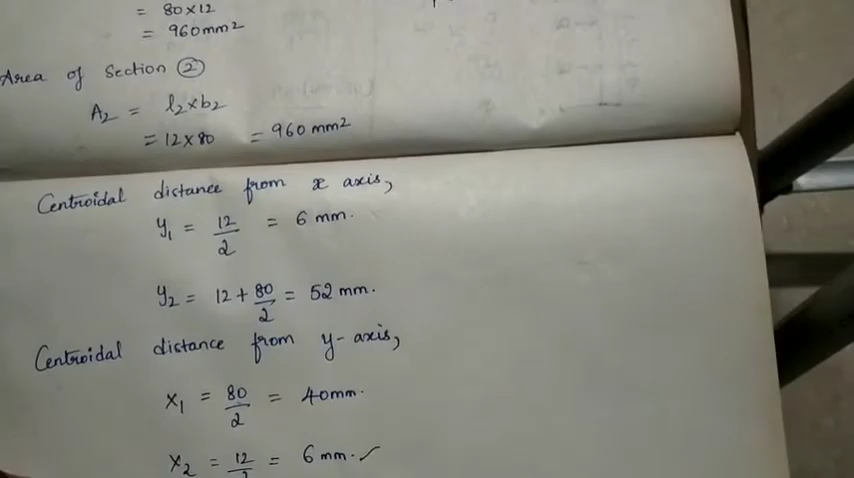 = 80×12
= 960mm²
Area of Section ②
A₂ = l₂×b₂
= 12×80 = 960 mm²
Centroidal distance from x axis,
y₁ = 12/2 = 6 mm.
y₂ = 12 + 80/2 = 52 mm.
Centroidal distance from y-axis,
x₁ = 80/2 = 40mm.
x₂ = 12/2 = 6 mm.